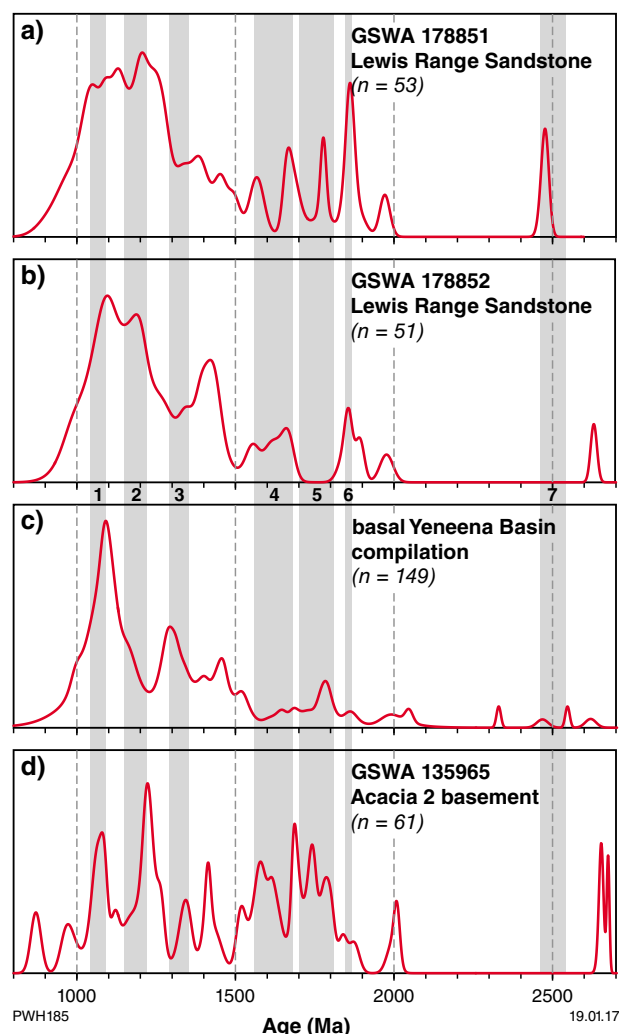 a)
GSWA 178851
Lewis Range Sandstone
(n = 53)
b)
GSWA 178852
Lewis Range Sandstone
(n = 51)
1 2 3 4 5 6 7
c)
basal Yeneena Basin
compilation
(n = 149)
d)
GSWA 135965
Acacia 2 basement
(n = 61)
1000 1500 2000 2500
PWH185 Age (Ma) 19.01.17